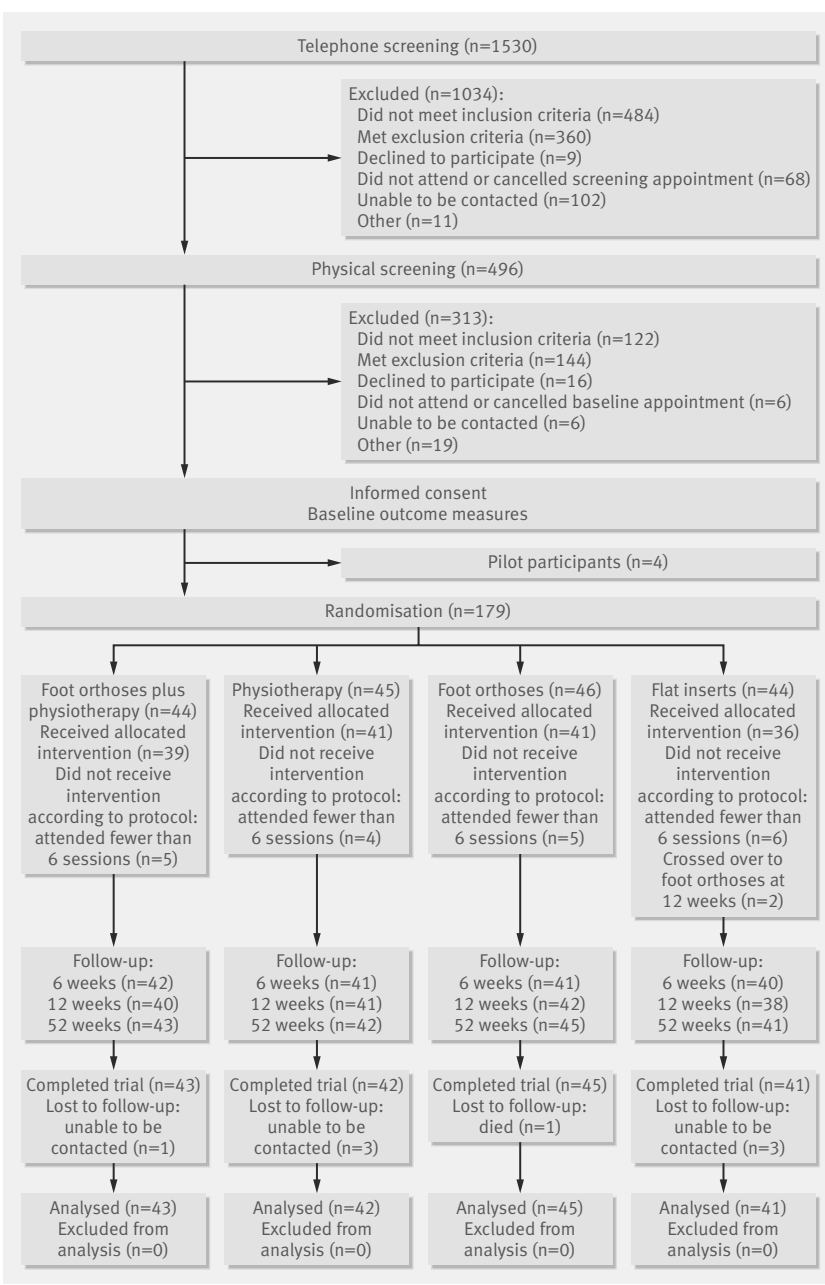 Telephone screening (n=1530)
Excluded (n=1034):
Did not meet inclusion criteria (n=484)
Met exclusion criteria (n=360)
Declined to participate (n=9)
Did not attend or cancelled screening appointment (n=68)
Unable to be contacted (n=102)
Other (n=11)
Physical screening (n=496)
Excluded (n=313):
Did not meet inclusion criteria (n=122)
Met exclusion criteria (n=144)
Declined to participate (n=16)
Did not attend or cancelled baseline appointment (n=6)
Unable to be contacted (n=6)
Other (n=19)
Informed consent
Baseline outcome measures
Pilot participants (n=4)
Randomisation (n=179)
Foot orthoses plus
physiotherapy (n=44)
Received allocated
intervention (n=39)
Did not receive
intervention
according to protocol:
attended fewer than
6 sessions (n=5)
Physiotherapy (n=45)
Received allocated
intervention (n=41)
Did not receive
intervention
according to protocol:
attended fewer than
6 sessions (n=4)
Foot orthoses (n=46)
Received allocated
intervention (n=41)
Did not receive
intervention
according to protocol:
attended fewer than
6 sessions (n=5)
Flat inserts (n=44)
Received allocated
intervention (n=36)
Did not receive
intervention
according to protocol:
attended fewer than
6 sessions (n=6)
Crossed over to
foot orthoses at
12 weeks (n=2)
Follow-up:
6 weeks (n=42)
12 weeks (n=40)
52 weeks (n=43)
Follow-up:
6 weeks (n=41)
12 weeks (n=41)
52 weeks (n=42)
Follow-up:
6 weeks (n=41)
12 weeks (n=42)
52 weeks (n=45)
Follow-up:
6 weeks (n=40)
12 weeks (n=38)
52 weeks (n=41)
Completed trial (n=43)
Lost to follow-up:
unable to be
contacted (n=1)
Completed trial (n=42)
Lost to follow-up:
unable to be
contacted (n=3)
Completed trial (n=45)
Lost to follow-up:
died (n=1)
Completed trial (n=41)
Lost to follow-up:
unable to be
contacted (n=3)
Analysed (n=43)
Excluded from
analysis (n=0)
Analysed (n=42)
Excluded from
analysis (n=0)
Analysed (n=45)
Excluded from
analysis (n=0)
Analysed (n=41)
Excluded from
analysis (n=0)